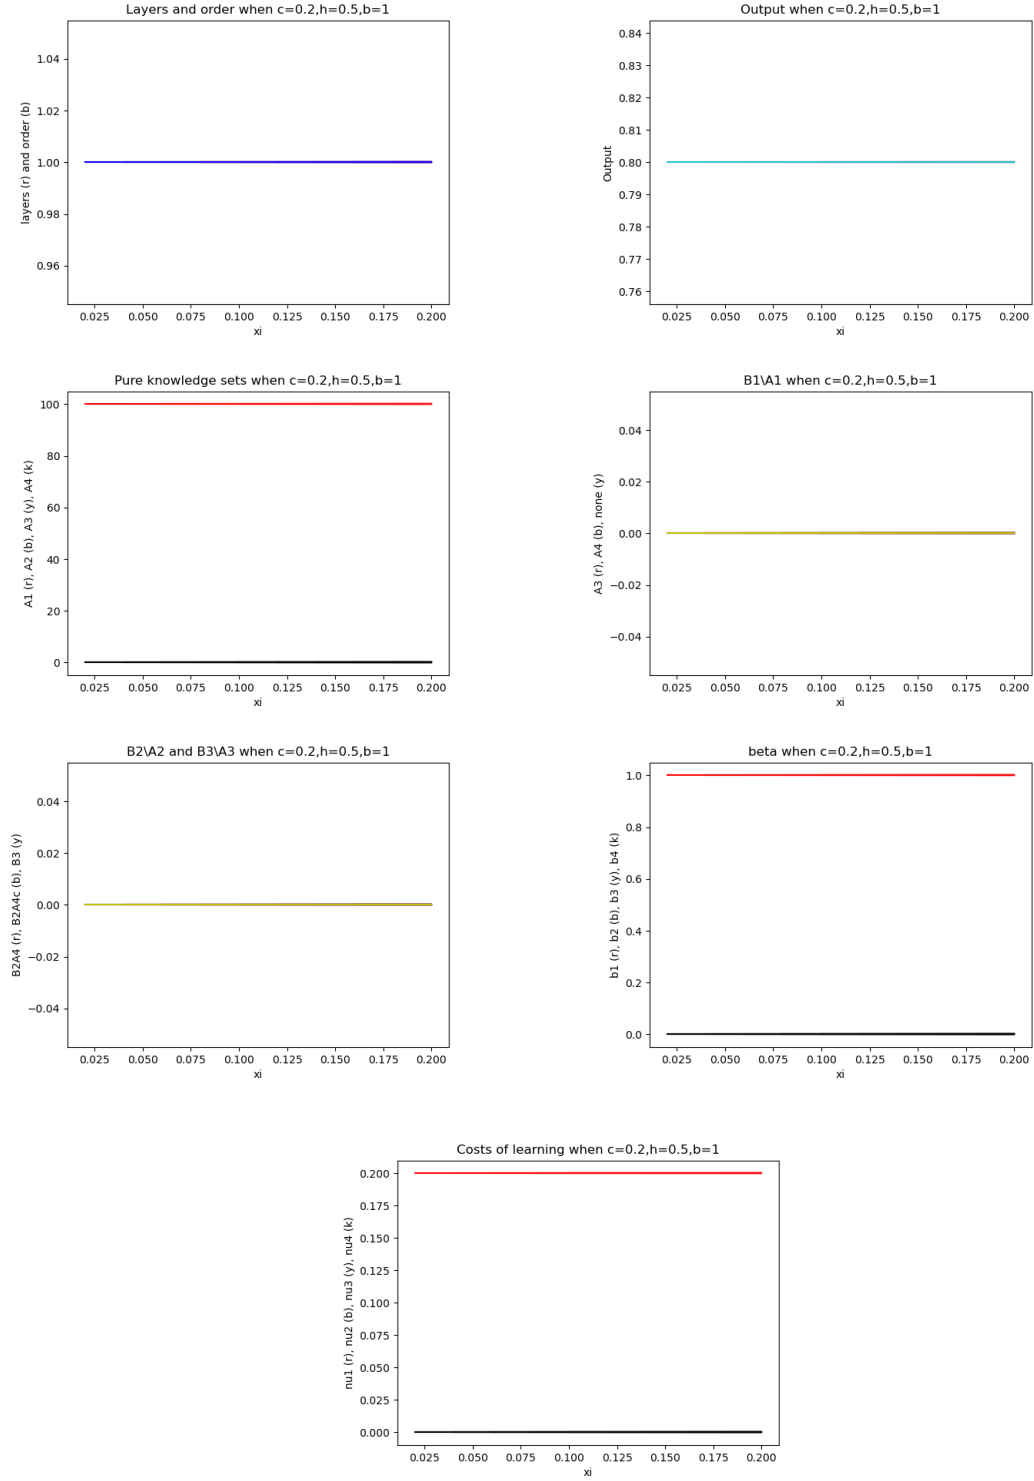 Layers and order when c=0.2,h=0.5,b=1
layers (r) and order (b)
1.04
1.02
1.00
0.98
0.96
0.025 0.050 0.075 0.100 0.125 0.150 0.175 0.200
xi
Output when c=0.2,h=0.5,b=1
Output
0.84
0.83
0.82
0.81
0.80
0.79
0.78
0.77
0.76
0.025 0.050 0.075 0.100 0.125 0.150 0.175 0.200
xi
Pure knowledge sets when c=0.2,h=0.5,b=1
A1 (r), A2 (b), A3 (y), A4 (k)
100
80
60
40
20
0
0.025 0.050 0.075 0.100 0.125 0.150 0.175 0.200
xi
B1\A1 when c=0.2,h=0.5,b=1
A3 (r), A4 (b), none (y)
0.04
0.02
0.00
−0.02
−0.04
0.025 0.050 0.075 0.100 0.125 0.150 0.175 0.200
xi
B2\A2 and B3\A3 when c=0.2,h=0.5,b=1
B2A4 (r), B2A4c (b), B3 (y)
0.04
0.02
0.00
−0.02
−0.04
0.025 0.050 0.075 0.100 0.125 0.150 0.175 0.200
xi
beta when c=0.2,h=0.5,b=1
b1 (r), b2 (b), b3 (y), b4 (k)
1.0
0.8
0.6
0.4
0.2
0.0
0.025 0.050 0.075 0.100 0.125 0.150 0.175 0.200
xi
Costs of learning when c=0.2,h=0.5,b=1
nu1 (r), nu2 (b), nu3 (y), nu4 (k)
0.200
0.175
0.150
0.125
0.100
0.075
0.050
0.025
0.000
0.025 0.050 0.075 0.100 0.125 0.150 0.175 0.200
xi